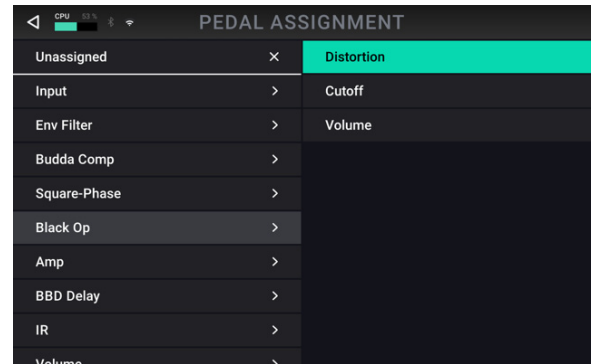 CPU 53 %
PEDAL ASSIGNMENT
Unassigned
Input
Env Filter
Budda Comp
Square-Phase
Black Op
Amp
BBD Delay
IR
Volume
Distortion
Cutoff
Volume